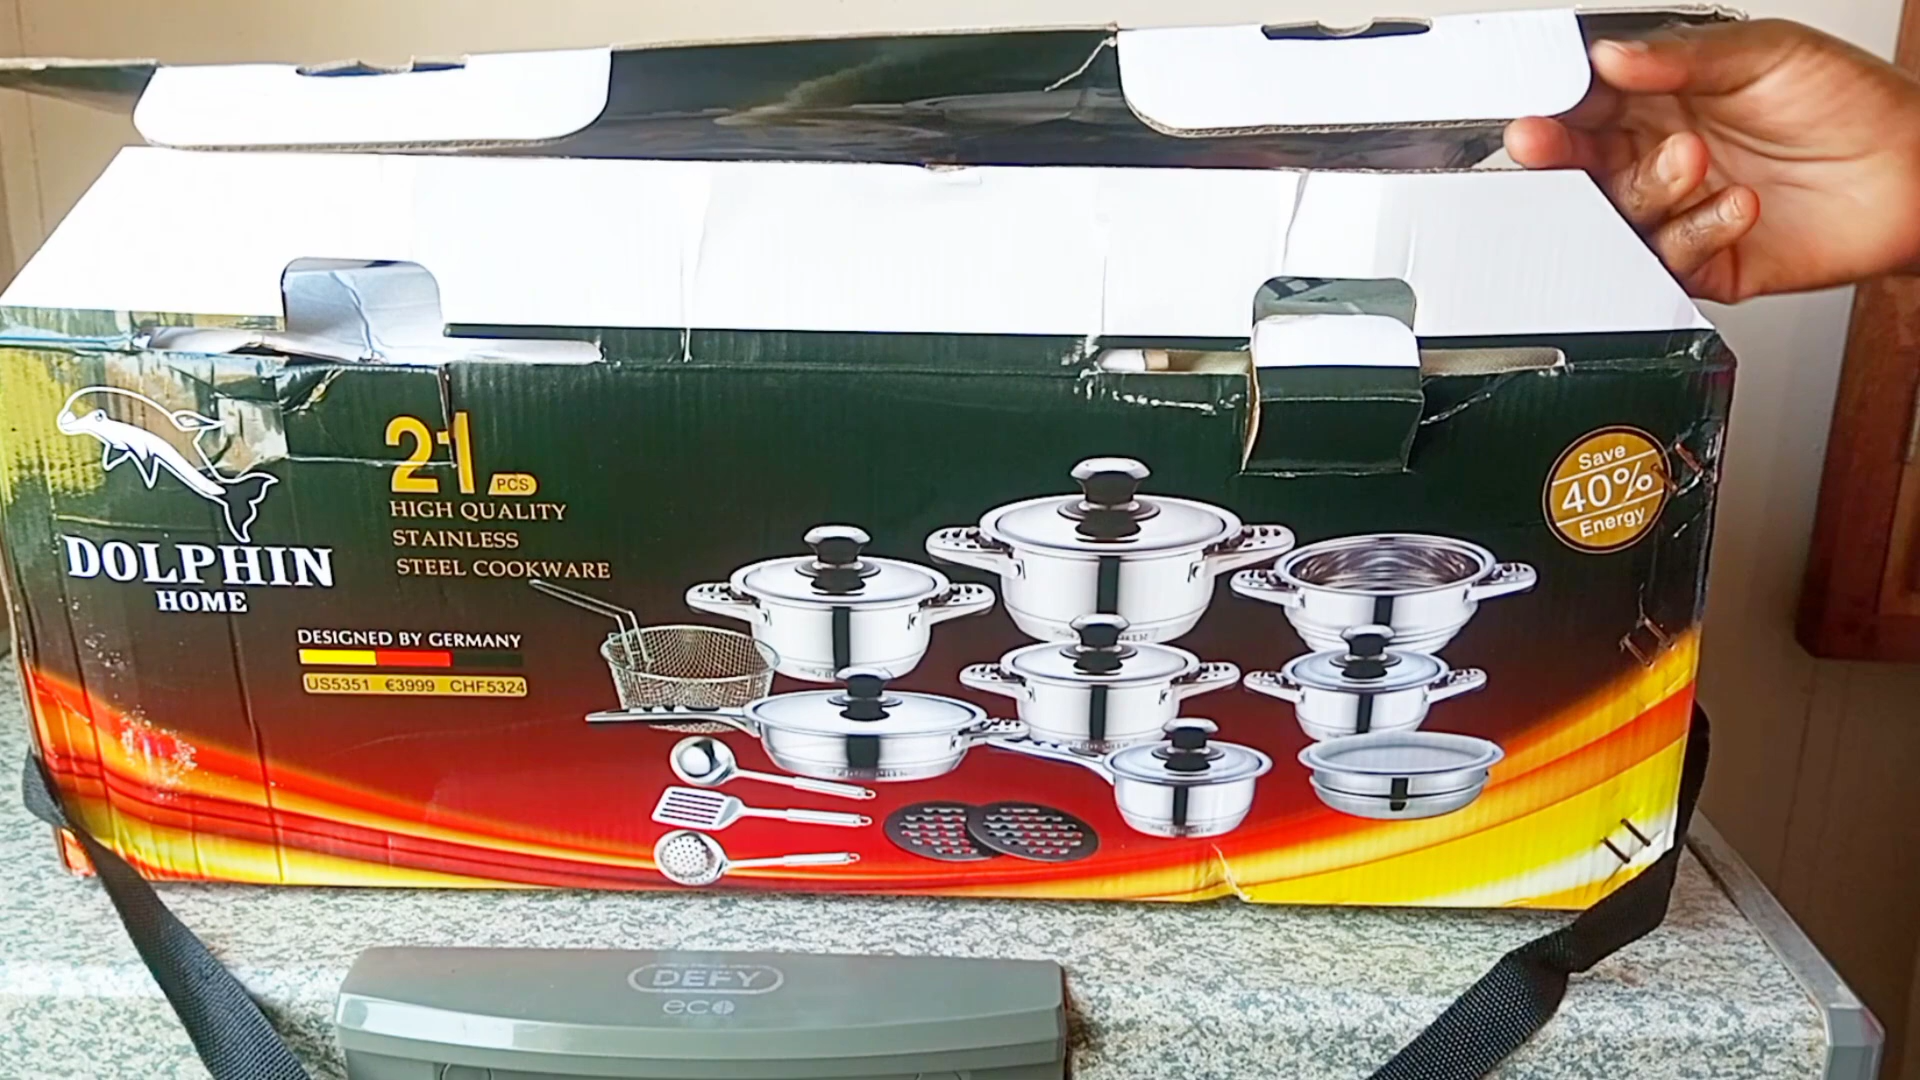 DOLPHIN
HOME
21 PCS
HIGH QUALITY
STAINLESS
STEEL COOKWARE
DESIGNED BY GERMANY
US5351 €3999 CHF5324
Save
40%
Energy
DEFY
eco